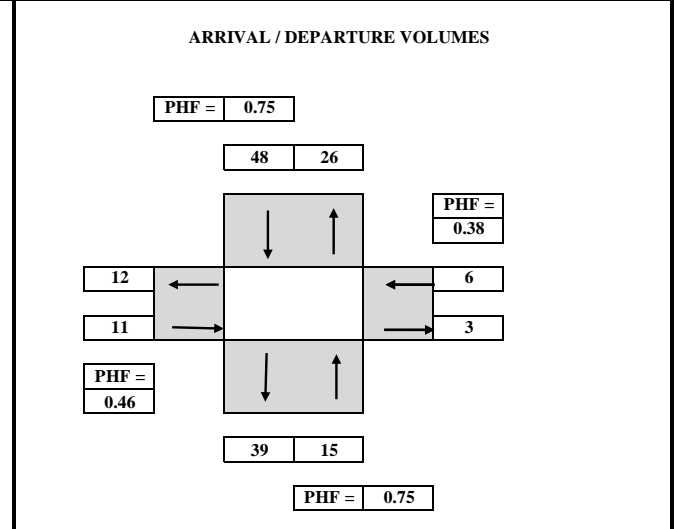 ARRIVAL / DEPARTURE VOLUMES
PHF = 0.75
48 26
PHF =
0.38
12 6
11 3
PHF =
0.46
39 15
PHF = 0.75